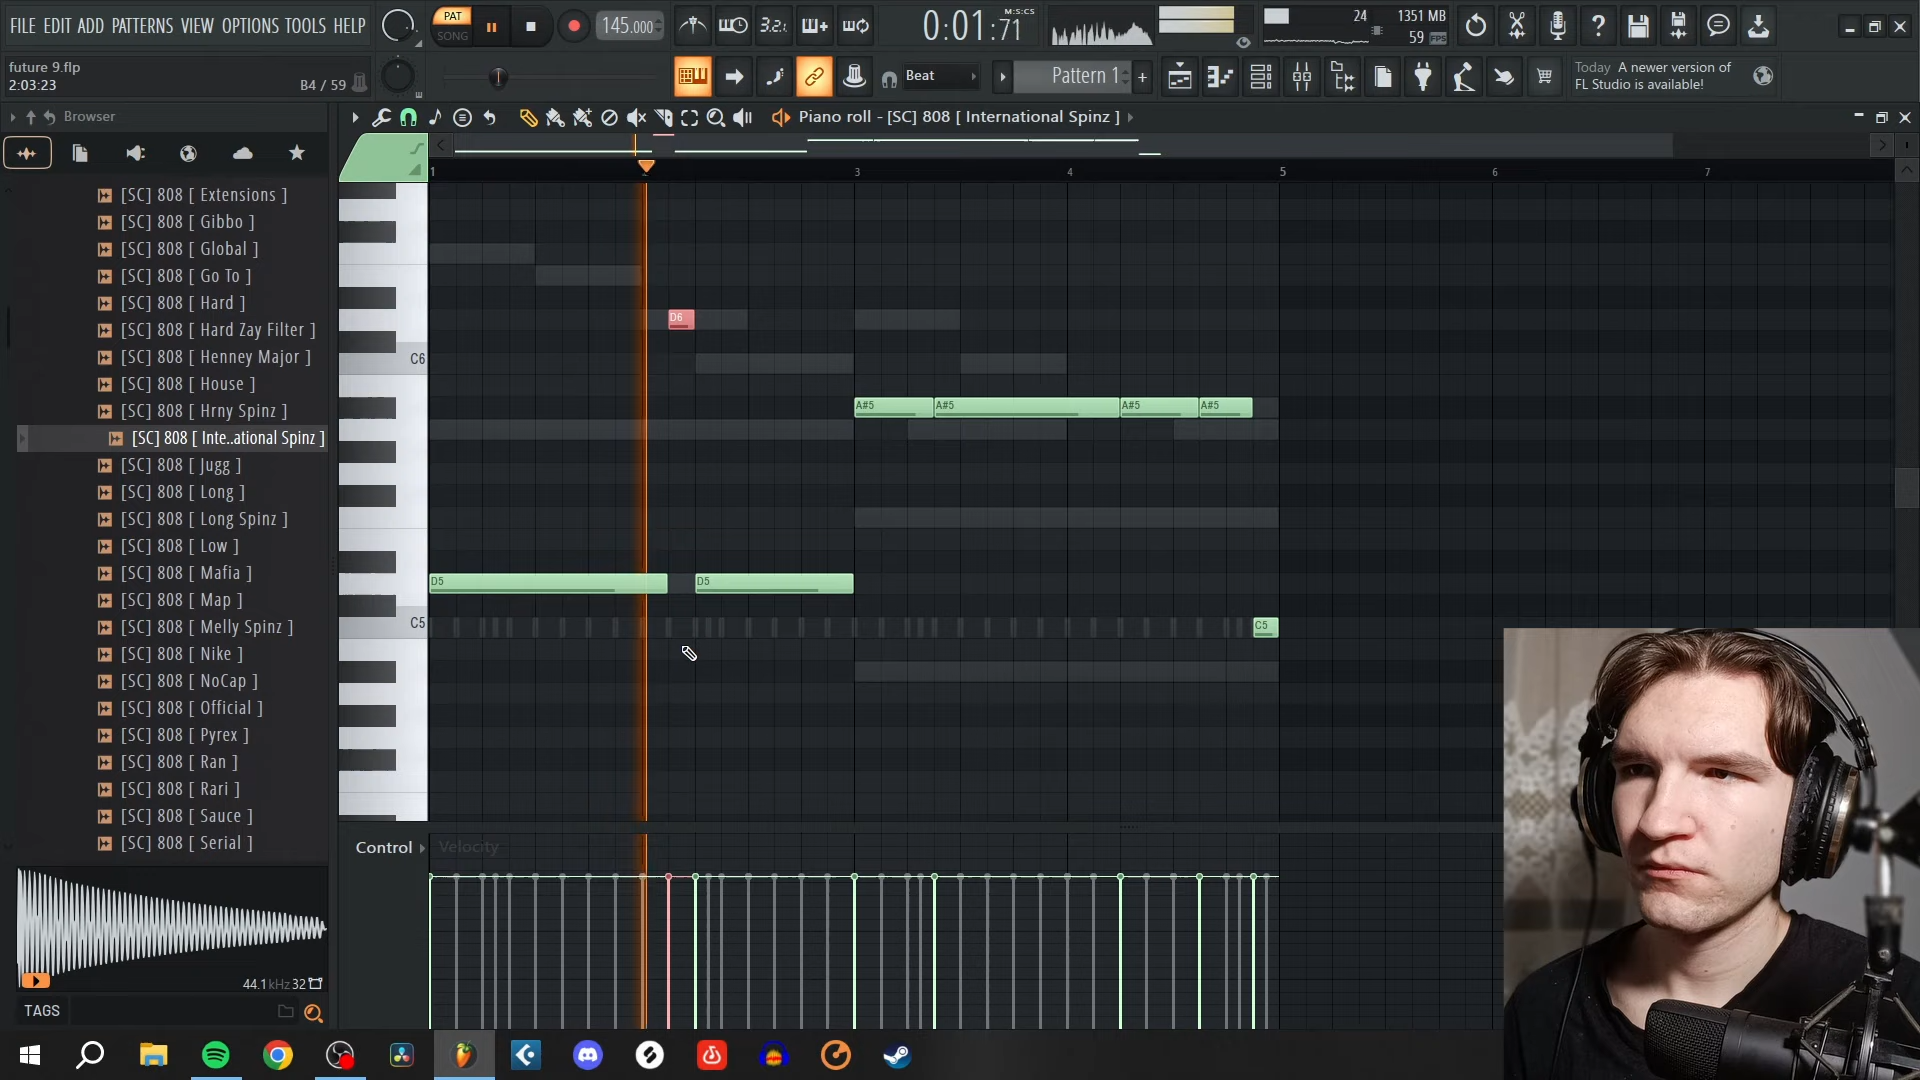 FILE EDIT ADD PATTERNS VIEW OPTIONS TOOLS HELP
PAT
SONG
145.000
3.2.1
0:01:71
M:S:CS
24
1351 MB
59 FPS
future 9.flp
2:03:23
B4 / 59
Beat
Pattern 1
Today A newer version of
FL Studio is available!
Browser
Piano roll - [SC] 808 [ International Spinz ]
1
2
3
4
5
6
7
[SC] 808 [ Extensions ]
[SC] 808 [ Gibbo ]
[SC] 808 [ Global ]
[SC] 808 [ Go To ]
[SC] 808 [ Hard ]
[SC] 808 [ Hard Zay Filter ]
[SC] 808 [ Henney Major ]
[SC] 808 [ House ]
[SC] 808 [ Hrny Spinz ]
[SC] 808 [ Inte..ational Spinz ]
[SC] 808 [ Jugg ]
[SC] 808 [ Long ]
[SC] 808 [ Long Spinz ]
[SC] 808 [ Low ]
[SC] 808 [ Mafia ]
[SC] 808 [ Map ]
[SC] 808 [ Melly Spinz ]
[SC] 808 [ Nike ]
[SC] 808 [ NoCap ]
[SC] 808 [ Official ]
[SC] 808 [ Pyrex ]
[SC] 808 [ Ran ]
[SC] 808 [ Rari ]
[SC] 808 [ Sauce ]
[SC] 808 [ Serial ]
D6
C6
A#5
A#5
A#5
A#5
D5
D5
C5
C5
Control
Velocity
44.1kHz 32
TAGS